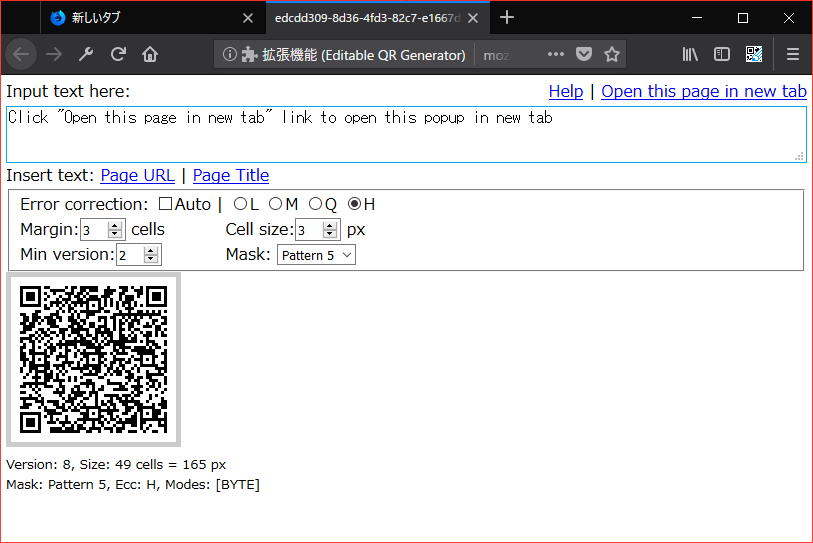 新しいタブ
edcdd309-8d36-4fd3-82c7-e1667d
拡張機能 (Editable QR Generator)
moz
Input text here:
Help | Open this page in new tab
Click "Open this page in new tab" link to open this popup in new tab
Insert text: Page URL | Page Title
Error correction: Auto | L M Q H
Margin: 3 cells Cell size: 3 px
Min version: 2 Mask: Pattern 5
Version: 8, Size: 49 cells = 165 px
Mask: Pattern 5, Ecc: H, Modes: [BYTE]